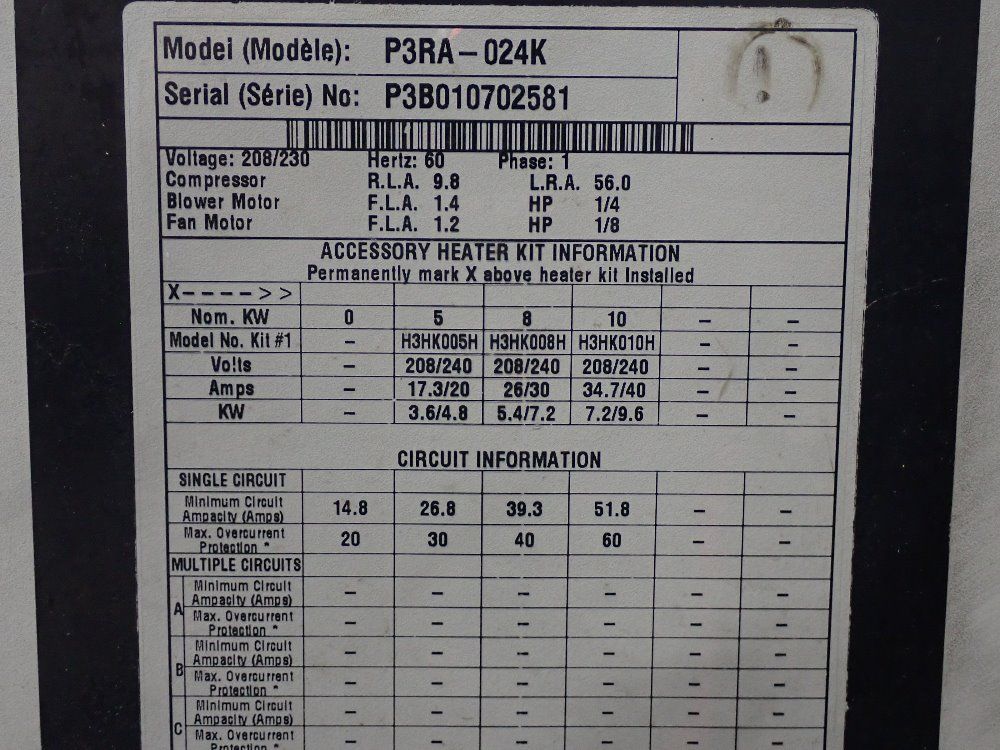 Model (Modèle): P3RA-024K
Serial (Série) No: P3B010702581
Voltage: 208/230 Hertz: 60 Phase: 1
Compressor R.L.A. 9.8 L.R.A. 56.0
Blower Motor F.L.A. 1.4 HP 1/4
Fan Motor F.L.A. 1.2 HP 1/8
ACCESSORY HEATER KIT INFORMATION
Permanently mark X above heater kit Installed
X---->>
Nom. KW 0 5 8 10 - -
Model No. Kit #1 - H3HK005H H3HK008H H3HK010H - -
Volts - 208/240 208/240 208/240 - -
Amps - 17.3/20 26/30 34.7/40 - -
KW - 3.6/4.8 5.4/7.2 7.2/9.6 - -
CIRCUIT INFORMATION
SINGLE CIRCUIT
Minimum Circuit
Ampacity (Amps) 14.8 26.8 39.3 51.8 - -
Max. Overcurrent
Protection * 20 30 40 60 - -
MULTIPLE CIRCUITS
A
Minimum Circuit
Ampacity (Amps) - - - - - -
Max. Overcurrent
Protection * - - - - - -
B
Minimum Circuit
Ampacity (Amps) - - - - - -
Max. Overcurrent
Protection * - - - - - -
C
Minimum Circuit
Ampacity (Amps) - - - - - -
Max. Overcurrent
Protection * - - - - - -